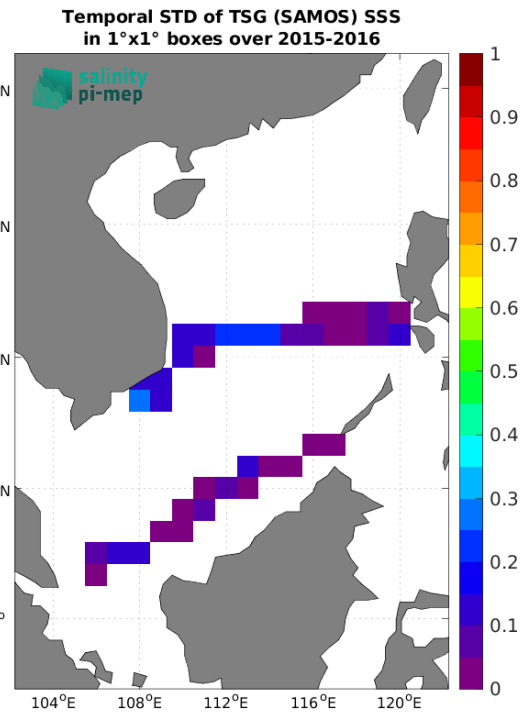 Temporal STD of TSG (SAMOS) SSS
in 1°x1° boxes over 2015-2016
salinity
pi-mep
N
N
N
N
o
104°E
108°E
112°E
116°E
120°E
1
0.9
0.8
0.7
0.6
0.5
0.4
0.3
0.2
0.1
0